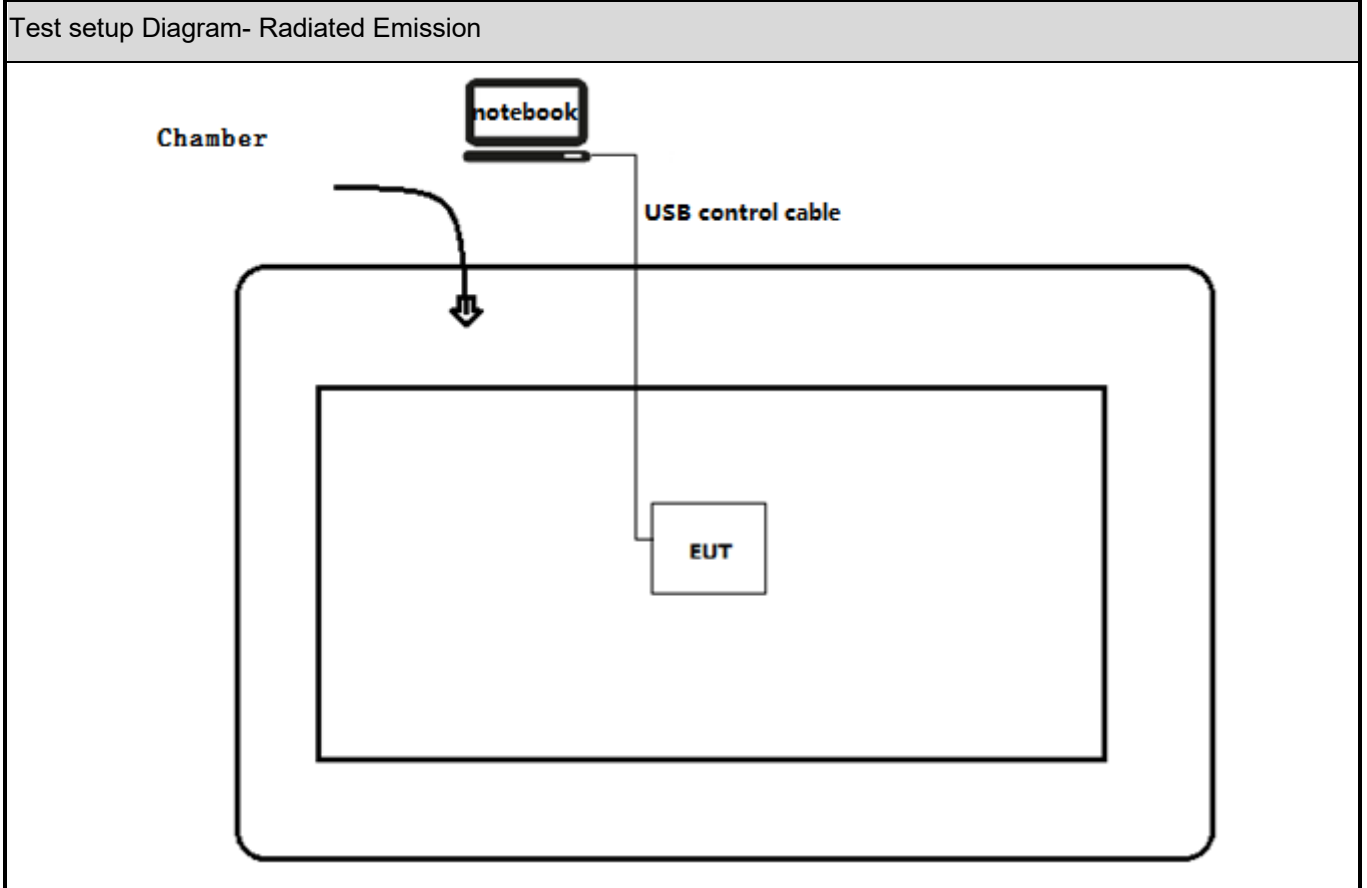 Test setup Diagram- Radiated Emission
notebook
Chamber
USB control cable
EUT